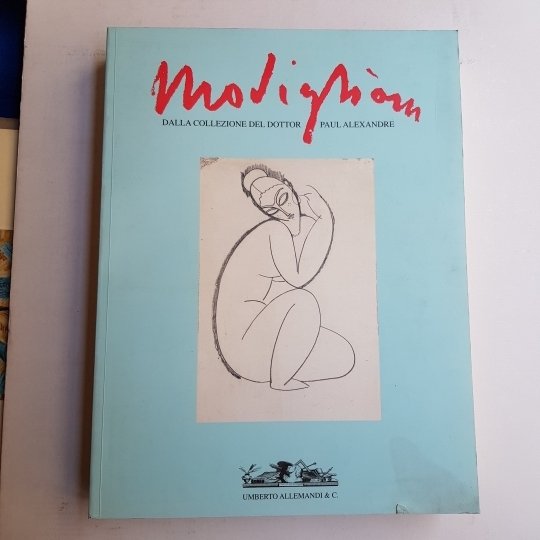 Modigliani
DALLA COLLEZIONE DEL DOTTOR PAUL ALEXANDRE
UMBERTO ALLEMANDI & C.